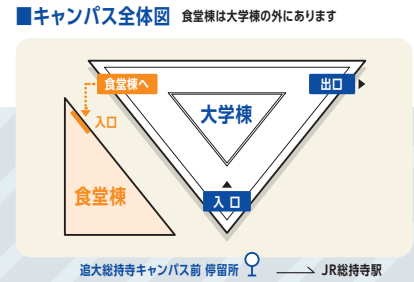 ■キャンパス全体図 食堂棟は大学棟の外にあります
食堂棟へ
出口
入口
大学棟
食堂棟
入口
追大総持寺キャンパス前 停留所
JR総持寺駅